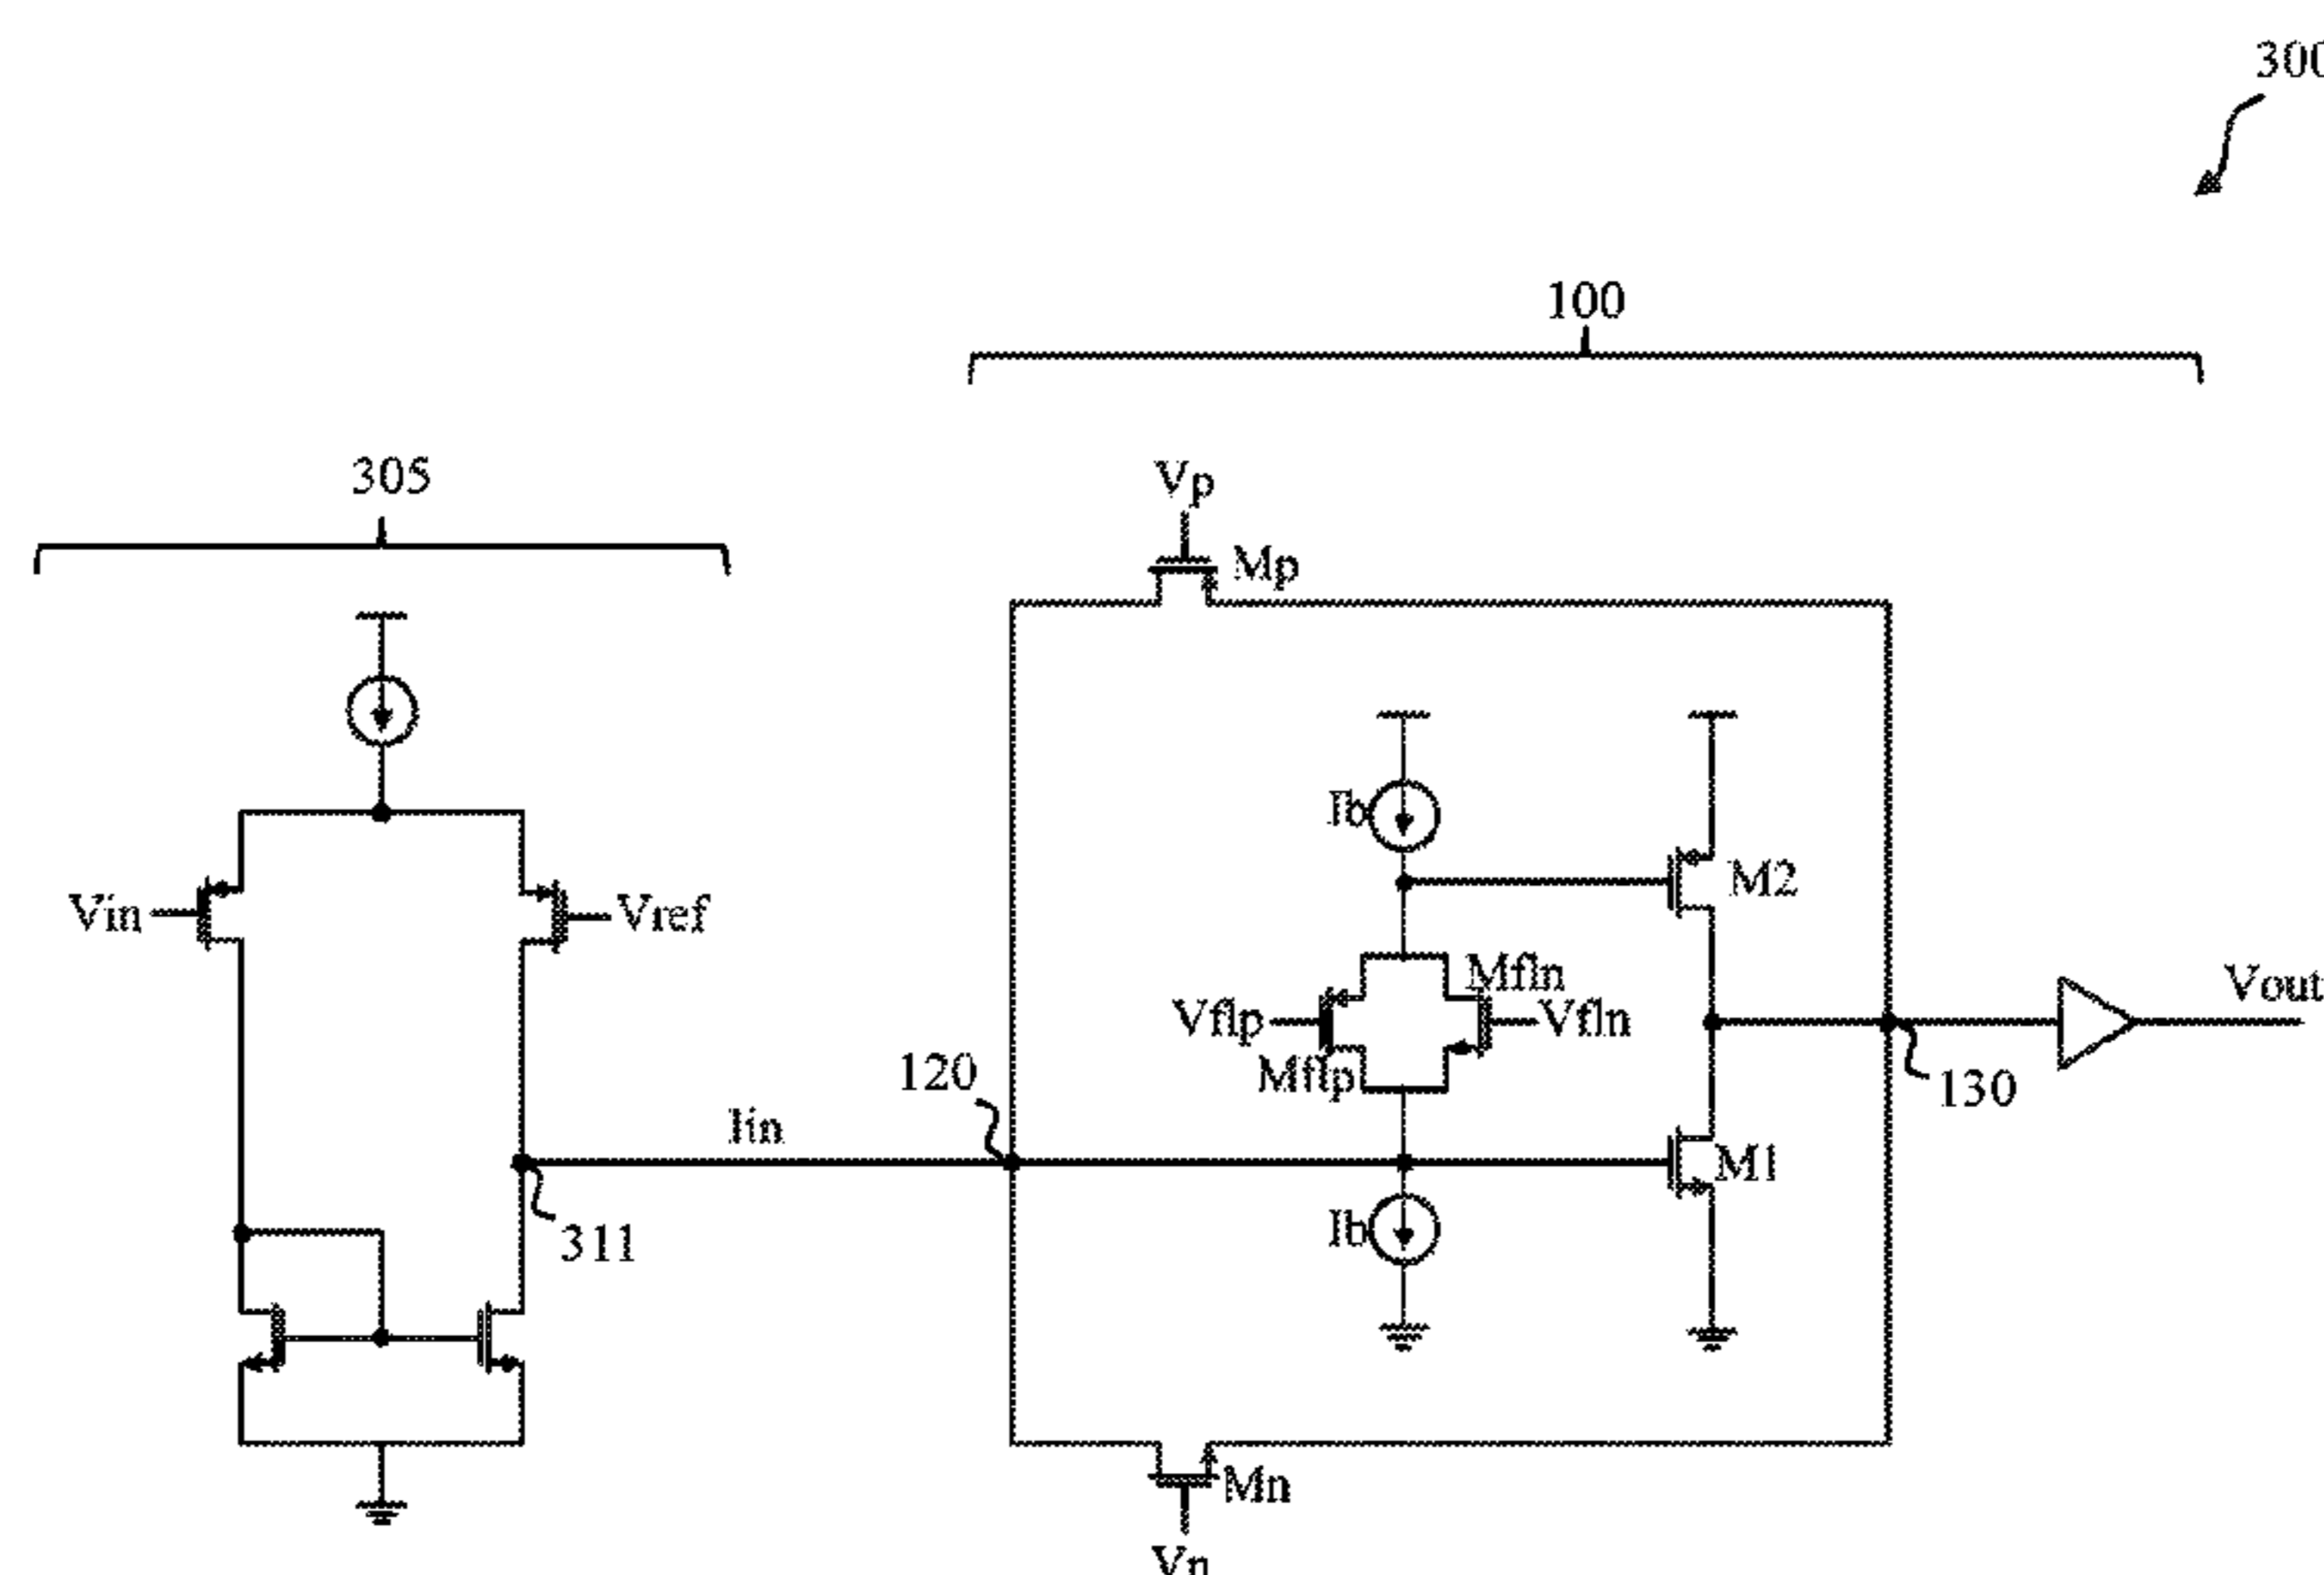 300
100
305
Vp
Mp
Ib
M2
Vin
Vref
Mfln
Vflp
Vfln
Mflp
Vout
120
130
Iin
M1
311
Ib
Mn
Vn